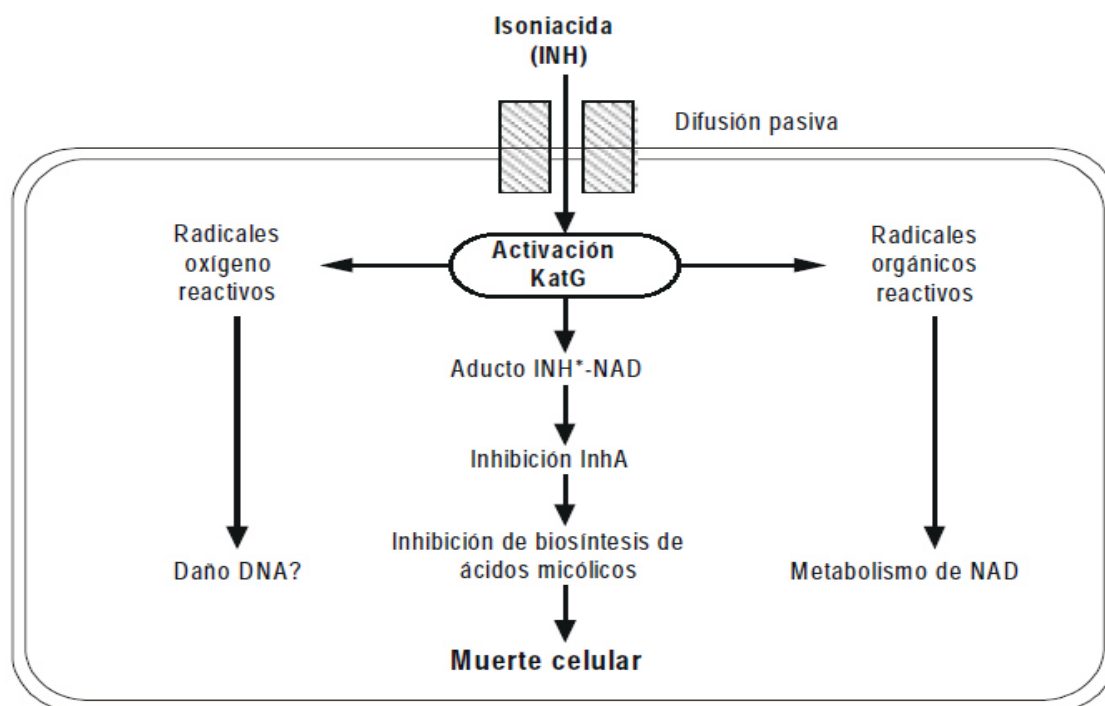 Isoniacida
(INH)
Difusión pasiva
Radicales
oxígeno
reactivos
Activación
KatG
Radicales
orgánicos
reactivos
Aducto INH*-NAD
Inhibición InhA
Inhibición de biosíntesis de
ácidos micólicos
Daño DNA?
Metabolismo de NAD
Muerte celular